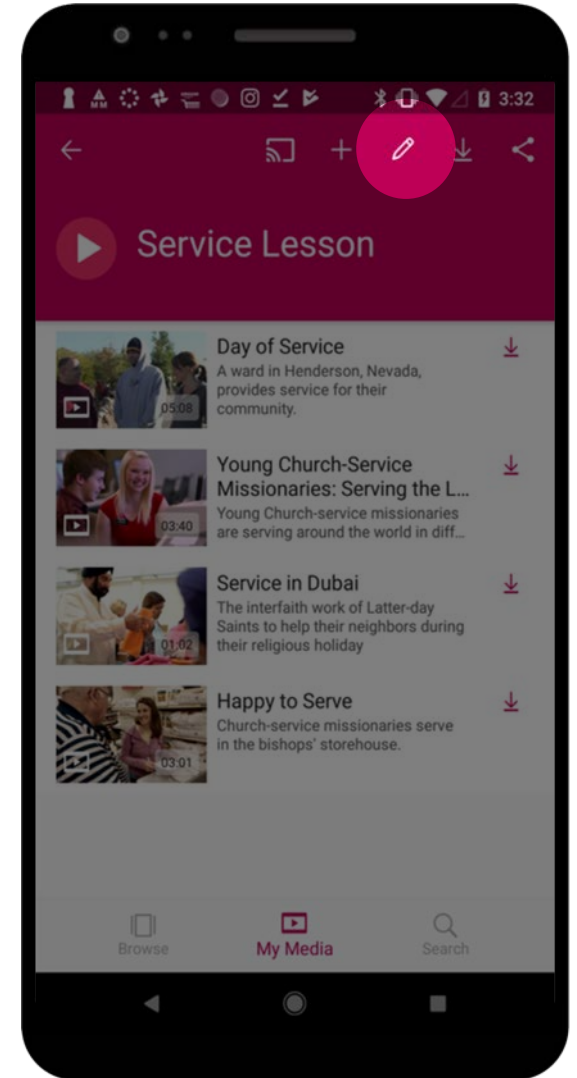 3:32
Service Lesson
Day of Service
A ward in Henderson, Nevada,
provides service for their
community.
05:08
Young Church-Service
Missionaries: Serving the L...
Young Church-service missionaries
are serving around the world in diff...
03:40
Service in Dubai
The interfaith work of Latter-day
Saints to help their neighbors during
their religious holiday
01:02
Happy to Serve
Church-service missionaries serve
in the bishops' storehouse.
03:01
Browse
My Media
Search